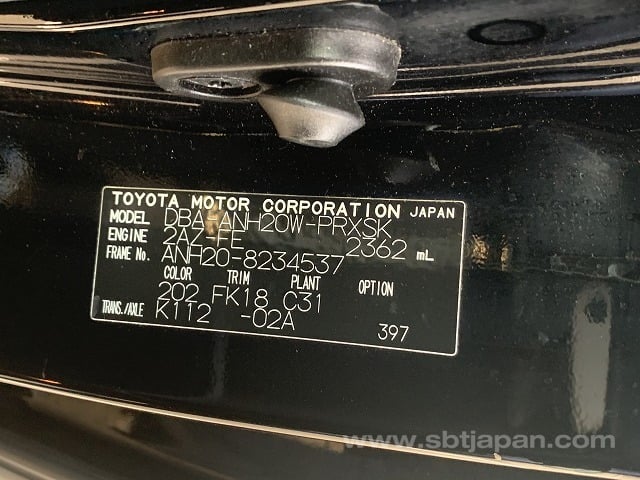 TOYOTA MOTOR CORPORATION JAPAN
MODEL DBA-ANH20W-PRXSK
ENGINE 2AZ-FE 2362 mL
FRAME No. ANH20-8234537
COLOR TRIM PLANT OPTION
202 FK18 C31
TRANS./AXLE K112 -02A
397
www.sbtjapan.com